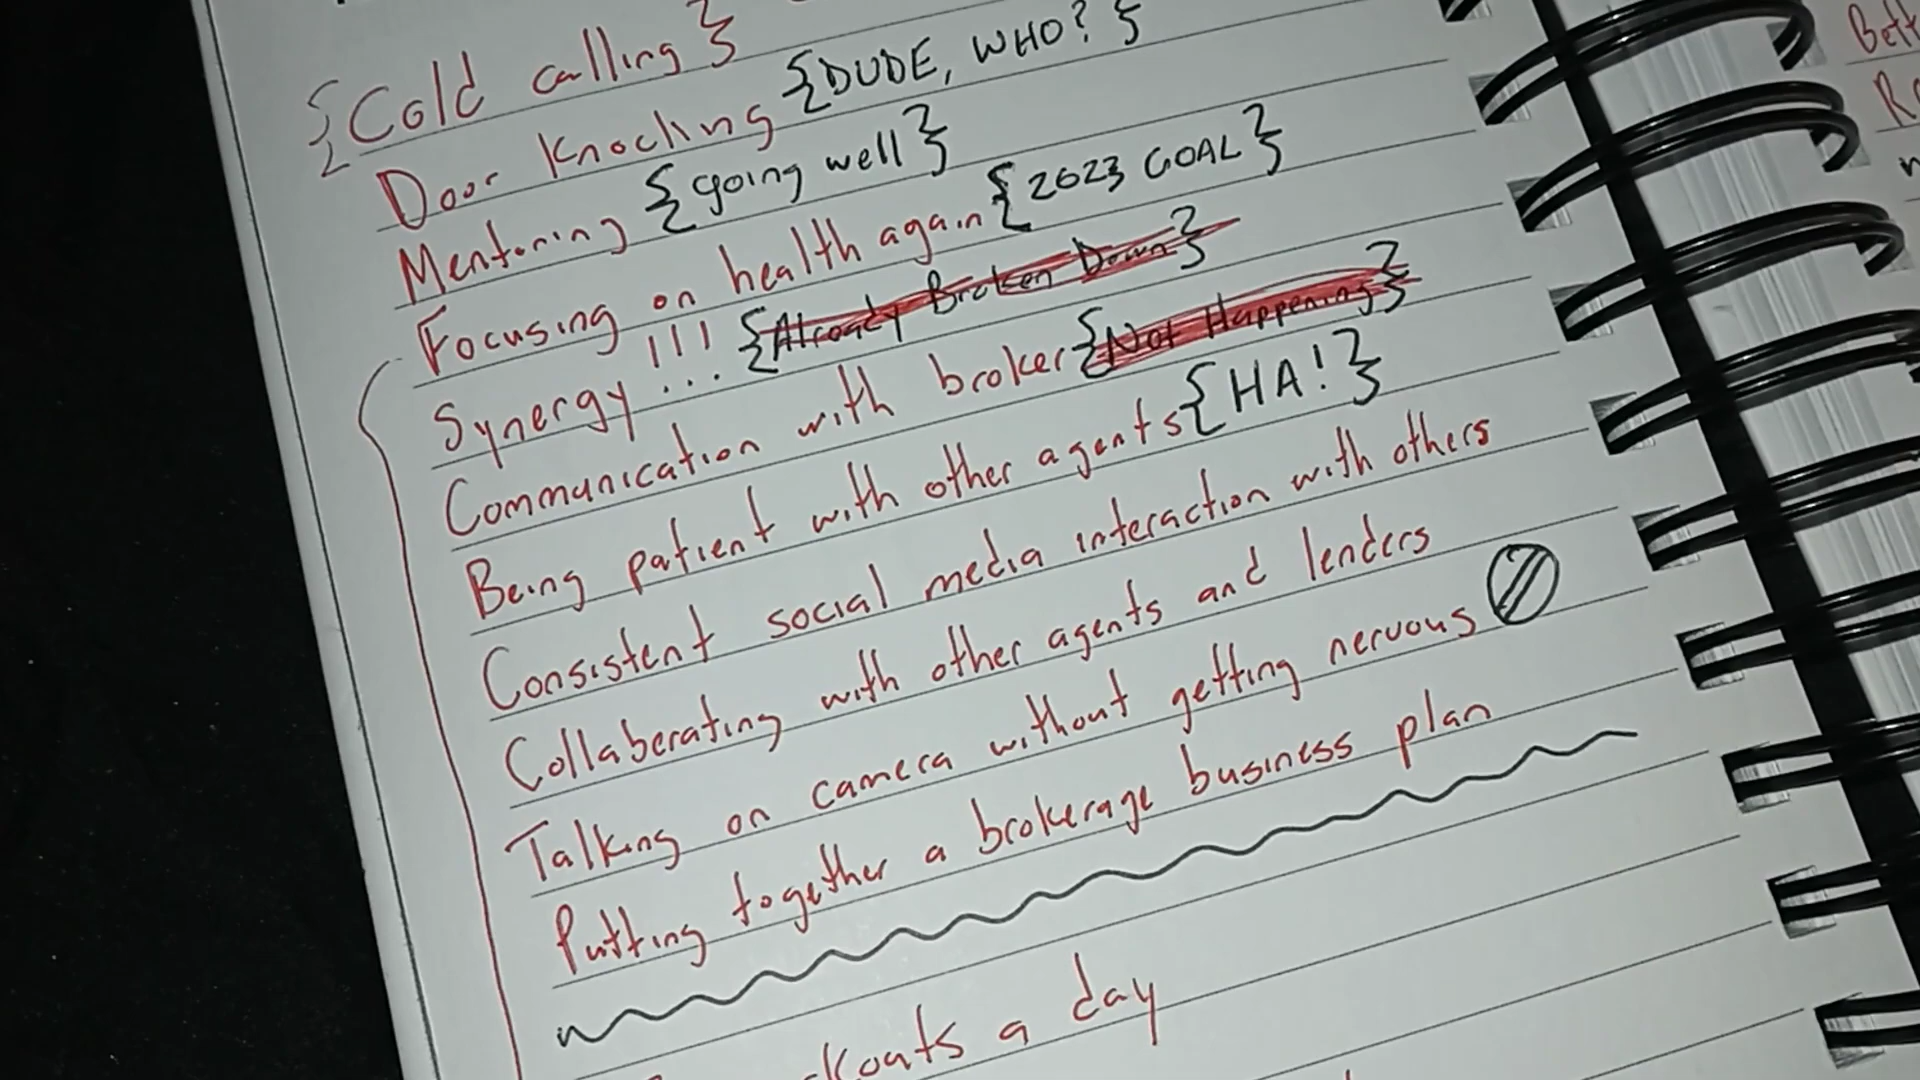 {Cold calling}
Door Knocking {DUDE, WHO?}
Mentoring {going well}
Focusing on health again {2023 GOAL}
Synergy!!! ... {Already Broken Down}
Communication with broker {Not Happening}
Being patient with other agents {HA!}
Consistent social media interaction with others
Collaberating with other agents and lenders
Talking on camera without getting nervous
Putting together a brokerage business plan
a day